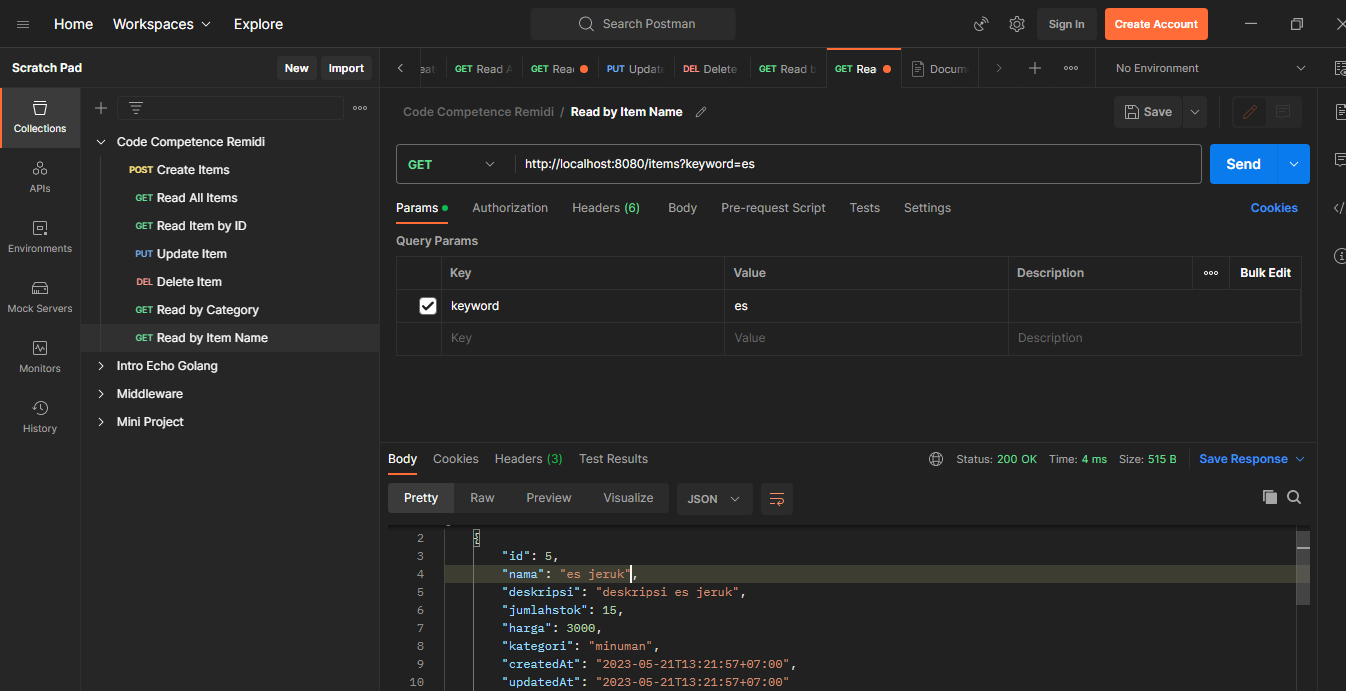 Home Workspaces Explore Search Postman Sign In Create Account
Scratch Pad New Import
GET Read A GET Rea PUT Update DEL Delete GET Read b GET Rea Docum No Environment
Collections
APIs
Environments
Mock Servers
Monitors
History
Code Competence Remidi
POST Create Items
GET Read All Items
GET Read Item by ID
PUT Update Item
DEL Delete Item
GET Read by Category
GET Read by Item Name
Intro Echo Golang
Middleware
Mini Project
Code Competence Remidi / Read by Item Name Save
GET http://localhost:8080/items?keyword=es Send
Params Authorization Headers (6) Body Pre-request Script Tests Settings Cookies
Query Params
Key Value Description Bulk Edit
keyword es
Key Value Description
Body Cookies Headers (3) Test Results Status: 200 OK Time: 4 ms Size: 515 B Save Response
Pretty Raw Preview Visualize JSON
2 {
3 "id": 5,
4 "nama": "es jeruk",
5 "deskripsi": "deskripsi es jeruk",
6 "jumlahstok": 15,
7 "harga": 3000,
8 "kategori": "minuman",
9 "createdAt": "2023-05-21T13:21:57+07:00",
10 "updatedAt": "2023-05-21T13:21:57+07:00"